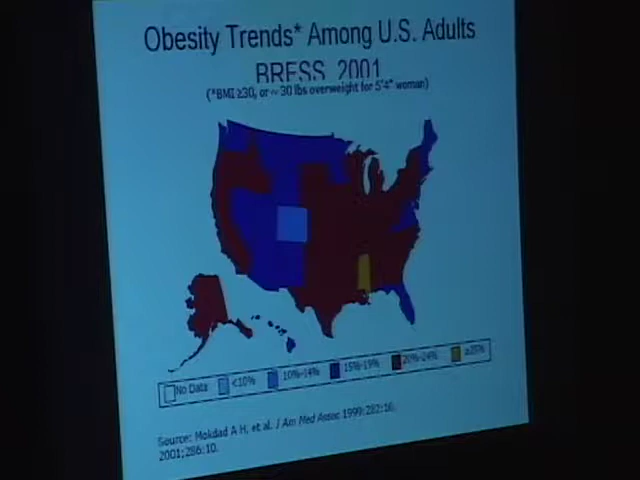 Obesity Trends* Among U.S. Adults
BRFSS, 2001
(*BMI ≥30, or ~ 30 lbs overweight for 5'4" woman)
No Data <10% 10%-14% 15%-19% 20%-24% ≥25%
Source: Mokdad A H, et al. J Am Med Assoc 1999;282:16,
2001;286:10.